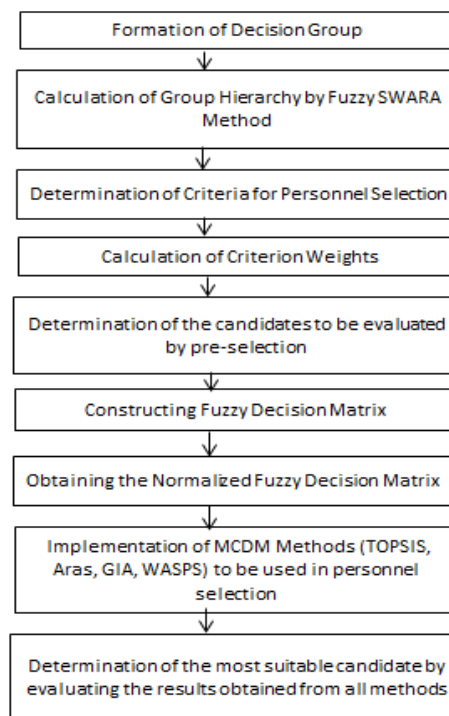 Formation of Decision Group
Calculation of Group Hierarchy by Fuzzy SWARA
Method
Determination of Criteria for Personnel Selection
Calculation of Criterion Weights
Determination of the candidates to be evaluated
by pre-selection
Constructing Fuzzy Decision Matrix
Obtaining the Normalized Fuzzy Decision Matrix
Implementation of MCDM Methods (TOPSIS,
Aras, GIA, WASPS) to be used in personnel
selection
Determination of the most suitable candidate by
evaluating the results obtained from all methods